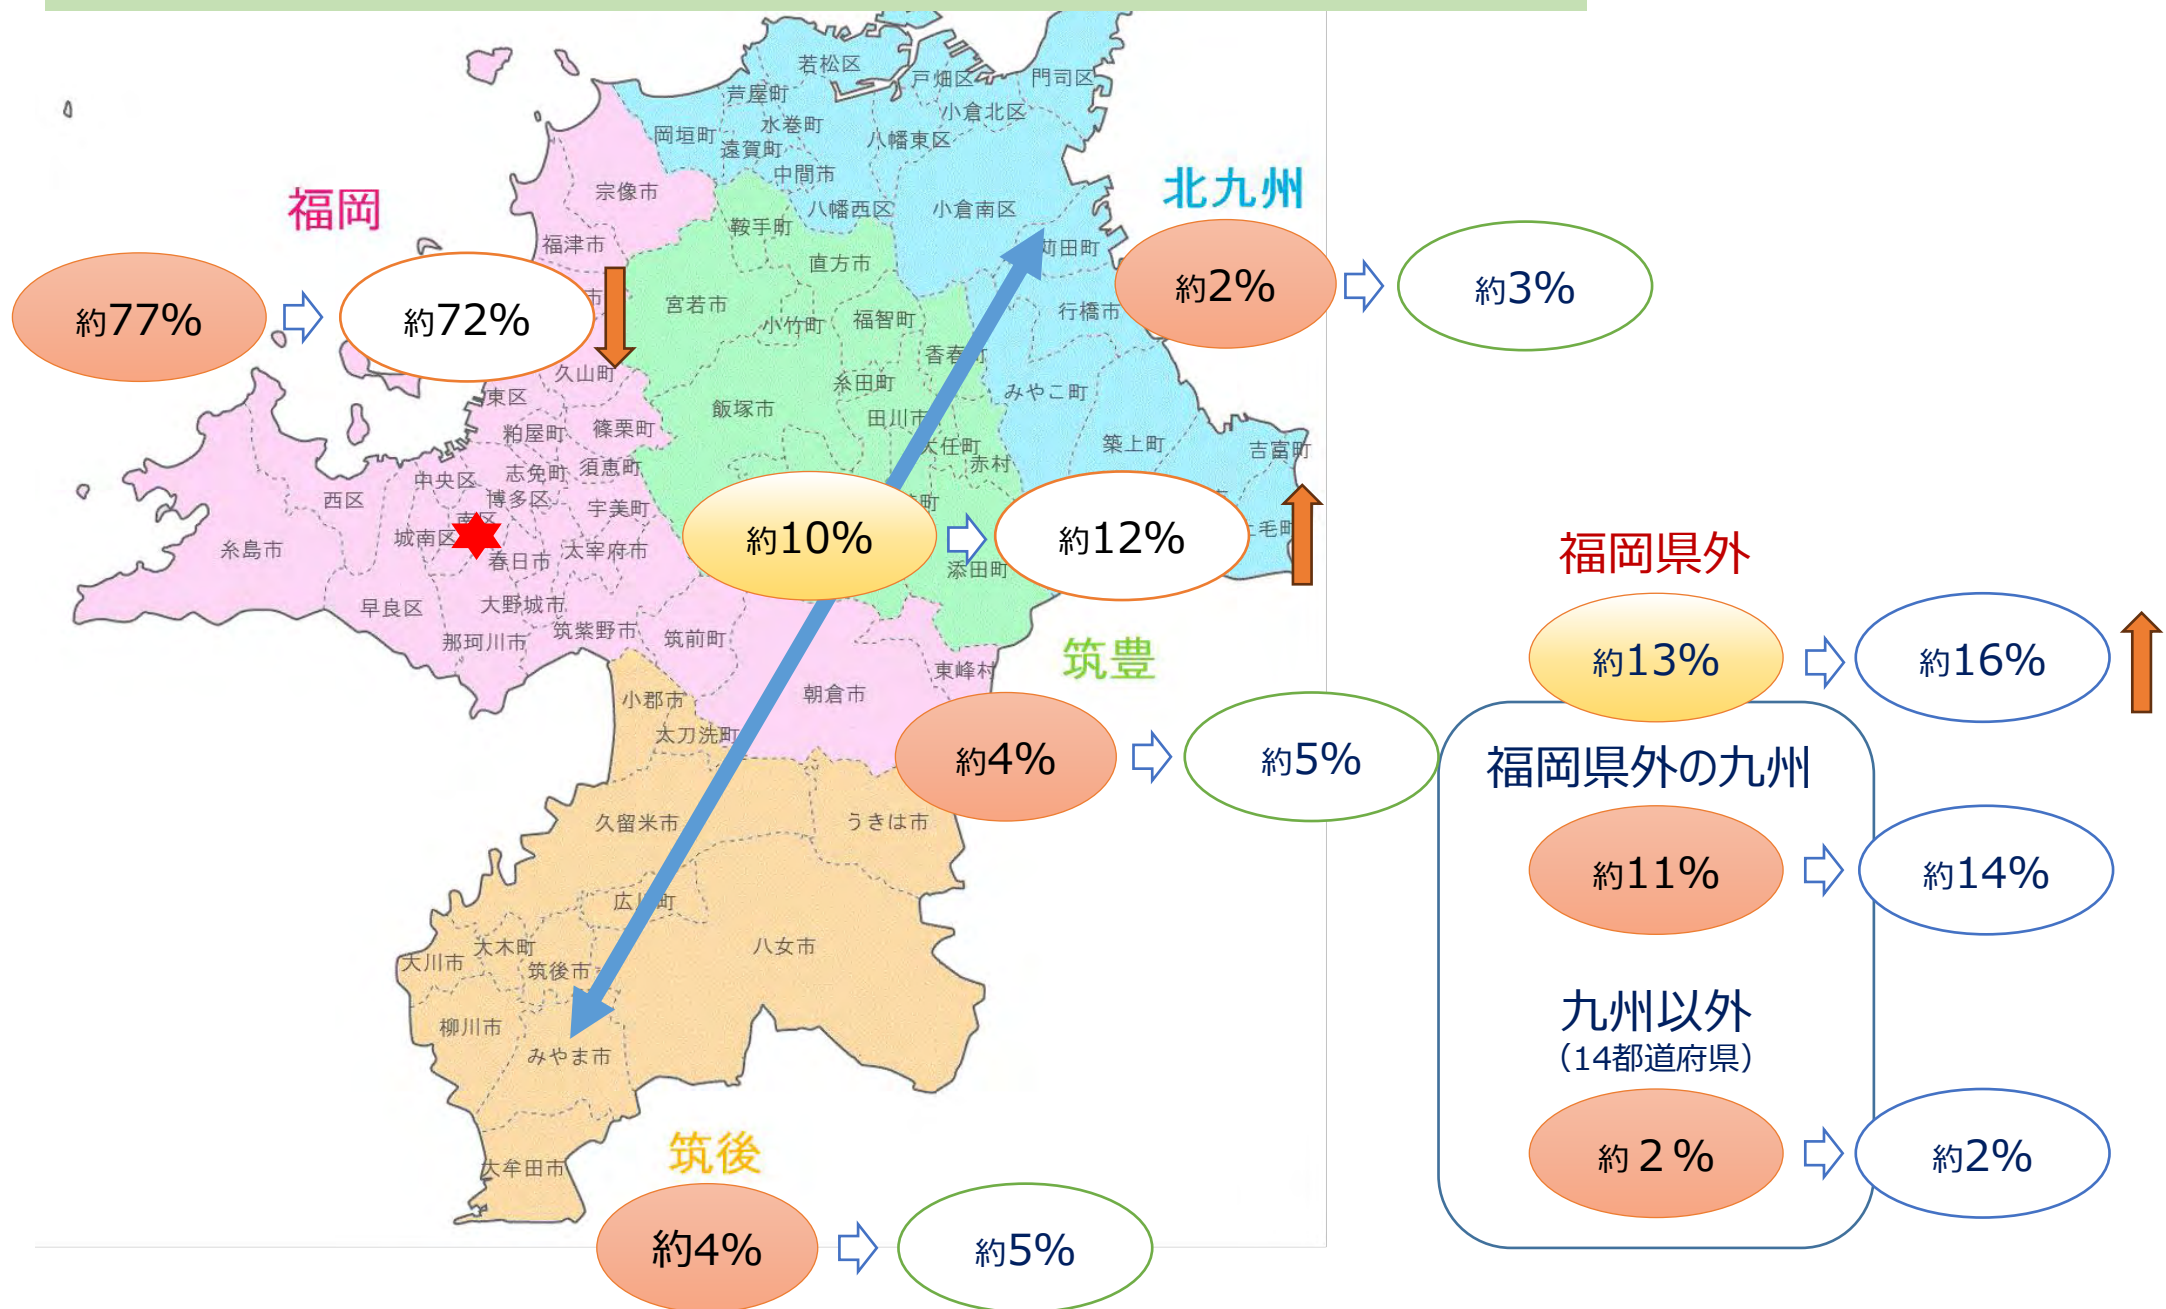 若松区
戸畑区
門司区
芦屋町
小倉北区
水巻町
岡垣町
八幡東区
遠賀町
中間市
宗像市
北九州
福岡
八幡西区
小倉南区
鞍手町
福津市
苅田町
直方市
約2%
約3%
市
宮若市
行橋市
約77%
約72%
小竹町
福智町
香春町
久山町
糸田町
みやこ町
東区
飯塚市
田川市
粕屋町
篠栗町
大任町
築上町
吉富町
赤村
志免町
須恵町
中央区
西区
博多区
宇美町
町
南区
上毛町
城南区
約10%
約12%
糸島市
太宰府市
春日市
福岡県外
添田町
早良区
大野城市
筑紫野市
筑前町
那珂川市
筑豊
約13%
約16%
東峰村
小郡市
朝倉市
太刀洗町
約4%
約5%
福岡県外の九州
久留米市
うきは市
約11%
約14%
広川町
大木町
八女市
大川市
筑後市
九州以外
柳川市
みやま市
(14都道府県)
筑後
約２%
約2%
大牟田市
約4%
約5%